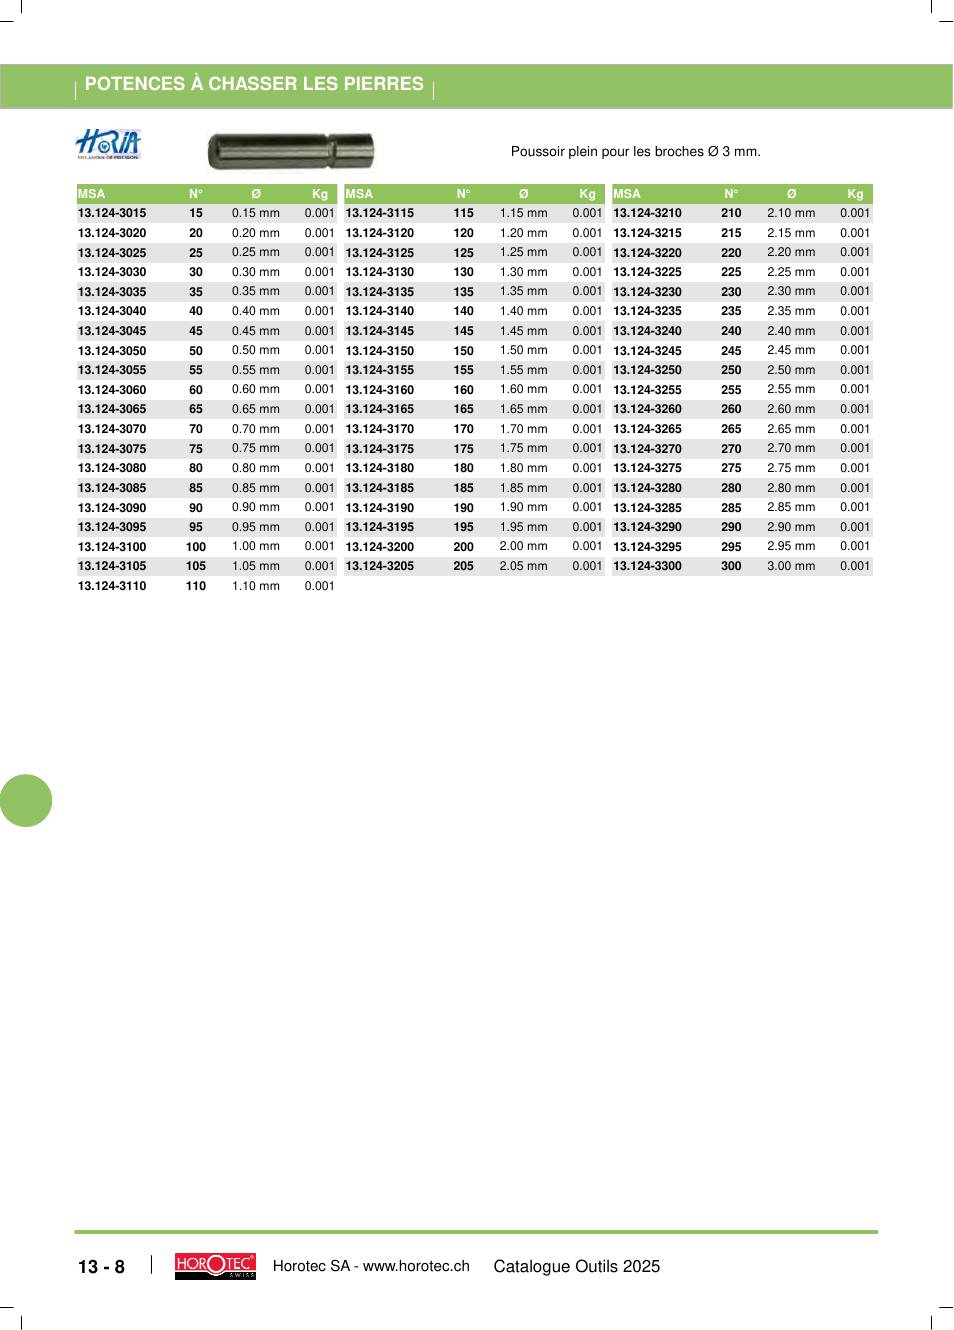 POTENCES À CHASSER LES PIERRES
HORIA
MÉCANIQUE DE PRÉCISION
Poussoir plein pour les broches Ø 3 mm.
MSA N° Ø Kg MSA N° Ø Kg MSA N° Ø Kg
13.124-3015 15 0.15 mm 0.001 13.124-3115 115 1.15 mm 0.001 13.124-3210 210 2.10 mm 0.001
13.124-3020 20 0.20 mm 0.001 13.124-3120 120 1.20 mm 0.001 13.124-3215 215 2.15 mm 0.001
13.124-3025 25 0.25 mm 0.001 13.124-3125 125 1.25 mm 0.001 13.124-3220 220 2.20 mm 0.001
13.124-3030 30 0.30 mm 0.001 13.124-3130 130 1.30 mm 0.001 13.124-3225 225 2.25 mm 0.001
13.124-3035 35 0.35 mm 0.001 13.124-3135 135 1.35 mm 0.001 13.124-3230 230 2.30 mm 0.001
13.124-3040 40 0.40 mm 0.001 13.124-3140 140 1.40 mm 0.001 13.124-3235 235 2.35 mm 0.001
13.124-3045 45 0.45 mm 0.001 13.124-3145 145 1.45 mm 0.001 13.124-3240 240 2.40 mm 0.001
13.124-3050 50 0.50 mm 0.001 13.124-3150 150 1.50 mm 0.001 13.124-3245 245 2.45 mm 0.001
13.124-3055 55 0.55 mm 0.001 13.124-3155 155 1.55 mm 0.001 13.124-3250 250 2.50 mm 0.001
13.124-3060 60 0.60 mm 0.001 13.124-3160 160 1.60 mm 0.001 13.124-3255 255 2.55 mm 0.001
13.124-3065 65 0.65 mm 0.001 13.124-3165 165 1.65 mm 0.001 13.124-3260 260 2.60 mm 0.001
13.124-3070 70 0.70 mm 0.001 13.124-3170 170 1.70 mm 0.001 13.124-3265 265 2.65 mm 0.001
13.124-3075 75 0.75 mm 0.001 13.124-3175 175 1.75 mm 0.001 13.124-3270 270 2.70 mm 0.001
13.124-3080 80 0.80 mm 0.001 13.124-3180 180 1.80 mm 0.001 13.124-3275 275 2.75 mm 0.001
13.124-3085 85 0.85 mm 0.001 13.124-3185 185 1.85 mm 0.001 13.124-3280 280 2.80 mm 0.001
13.124-3090 90 0.90 mm 0.001 13.124-3190 190 1.90 mm 0.001 13.124-3285 285 2.85 mm 0.001
13.124-3095 95 0.95 mm 0.001 13.124-3195 195 1.95 mm 0.001 13.124-3290 290 2.90 mm 0.001
13.124-3100 100 1.00 mm 0.001 13.124-3200 200 2.00 mm 0.001 13.124-3295 295 2.95 mm 0.001
13.124-3105 105 1.05 mm 0.001 13.124-3205 205 2.05 mm 0.001 13.124-3300 300 3.00 mm 0.001
13.124-3110 110 1.10 mm 0.001
13 - 8 HOROTEC® SWISS Horotec SA - www.horotec.ch Catalogue Outils 2025